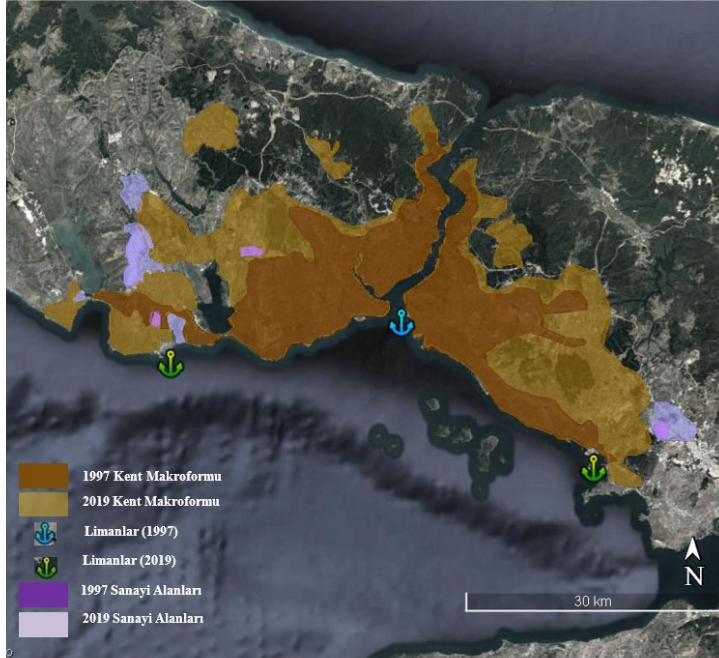 1997 Kent Makroformu
2019 Kent Makroformu
Limanlar (1997)
Limanlar (2019)
1997 Sanayi Alanları
2019 Sanayi Alanları
N
30 km